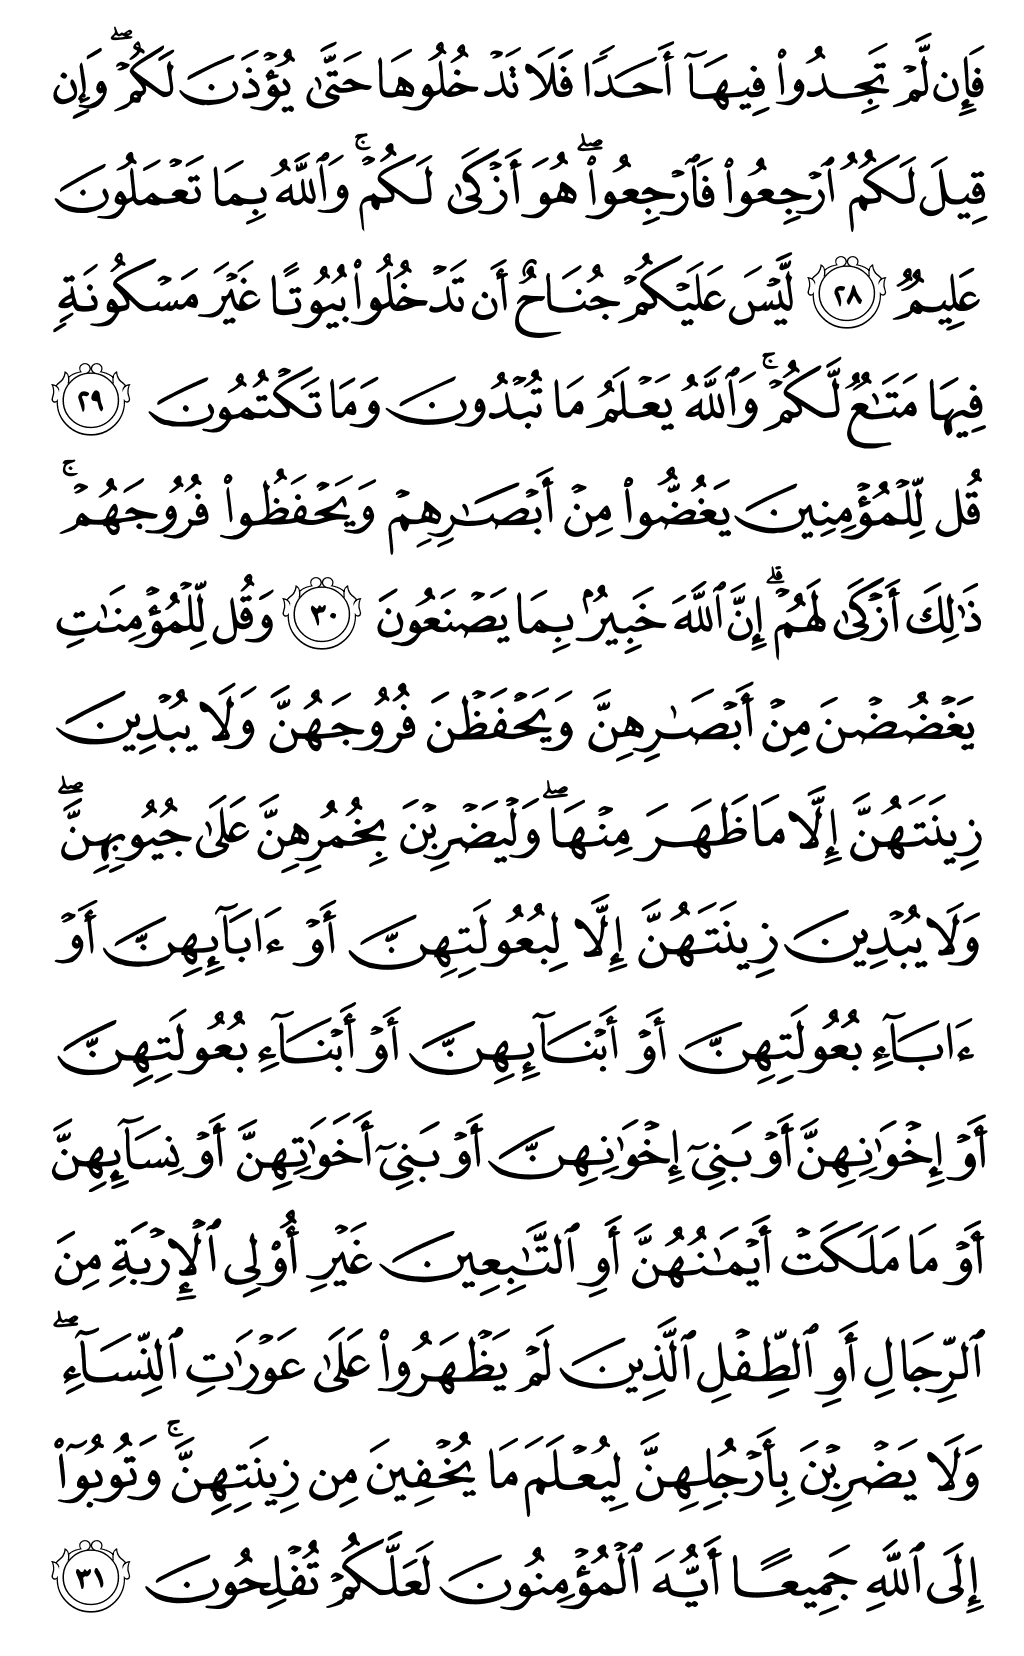 فَإِن لَّمْ تَجِدُوا۟ فِيهَآ أَحَدًا فَلَا تَدْخُلُوهَا حَتَّىٰ يُؤْذَنَ لَكُمْ ۖ وَإِن
قِيلَ لَكُمُ ٱرْجِعُوا۟ فَٱرْجِعُوا۟ ۖ هُوَ أَزْكَىٰ لَكُمْ ۚ وَٱللَّهُ بِمَا تَعْمَلُونَ
عَلِيمٌ ٢٨ لَّيْسَ عَلَيْكُمْ جُنَاحٌ أَن تَدْخُلُوا۟ بُيُوتًا غَيْرَ مَسْكُونَةٍ
فِيهَا مَتَـٰعٌ لَّكُمْ ۚ وَٱللَّهُ يَعْلَمُ مَا تُبْدُونَ وَمَا تَكْتُمُونَ ٢٩
قُل لِّلْمُؤْمِنِينَ يَغُضُّوا۟ مِنْ أَبْصَـٰرِهِمْ وَيَحْفَظُوا۟ فُرُوجَهُمْ ۚ
ذَٰلِكَ أَزْكَىٰ لَهُمْ ۗ إِنَّ ٱللَّهَ خَبِيرٌۢ بِمَا يَصْنَعُونَ ٣٠ وَقُل لِّلْمُؤْمِنَـٰتِ
يَغْضُضْنَ مِنْ أَبْصَـٰرِهِنَّ وَيَحْفَظْنَ فُرُوجَهُنَّ وَلَا يُبْدِينَ
زِينَتَهُنَّ إِلَّا مَا ظَهَرَ مِنْهَا ۖ وَلْيَضْرِبْنَ بِخُمُرِهِنَّ عَلَىٰ جُيُوبِهِنَّ ۖ
وَلَا يُبْدِينَ زِينَتَهُنَّ إِلَّا لِبُعُولَتِهِنَّ أَوْ ءَابَآئِهِنَّ أَوْ
ءَابَآءِ بُعُولَتِهِنَّ أَوْ أَبْنَآئِهِنَّ أَوْ أَبْنَآءِ بُعُولَتِهِنَّ
أَوْ إِخْوَٰنِهِنَّ أَوْ بَنِىٓ إِخْوَٰنِهِنَّ أَوْ بَنِىٓ أَخَوَٰتِهِنَّ أَوْ نِسَآئِهِنَّ
أَوْ مَا مَلَكَتْ أَيْمَـٰنُهُنَّ أَوِ ٱلتَّـٰبِعِينَ غَيْرِ أُو۟لِى ٱلْإِرْبَةِ مِنَ
ٱلرِّجَالِ أَوِ ٱلطِّفْلِ ٱلَّذِينَ لَمْ يَظْهَرُوا۟ عَلَىٰ عَوْرَٰتِ ٱلنِّسَآءِ ۖ
وَلَا يَضْرِبْنَ بِأَرْجُلِهِنَّ لِيُعْلَمَ مَا يُخْفِينَ مِن زِينَتِهِنَّ ۚ وَتُوبُوٓا۟
إِلَى ٱللَّهِ جَمِيعًا أَيُّهَ ٱلْمُؤْمِنُونَ لَعَلَّكُمْ تُفْلِحُونَ ٣١